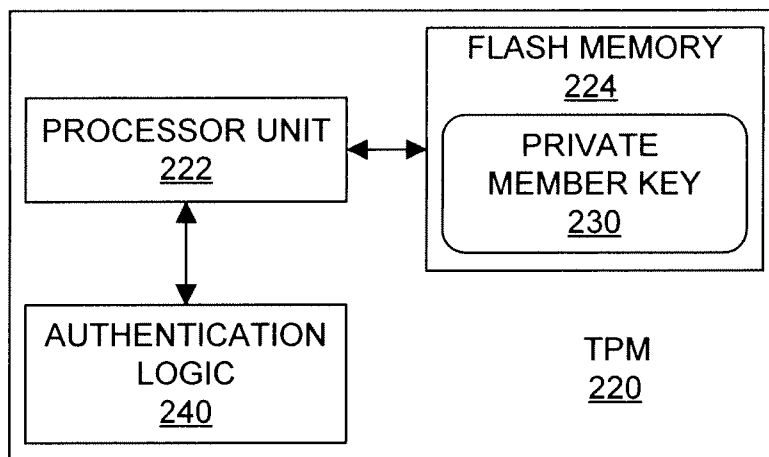 FLASH MEMORY
224
PROCESSOR UNIT
222
PRIVATE
MEMBER KEY
230
AUTHENTICATION
LOGIC
240
TPM
220